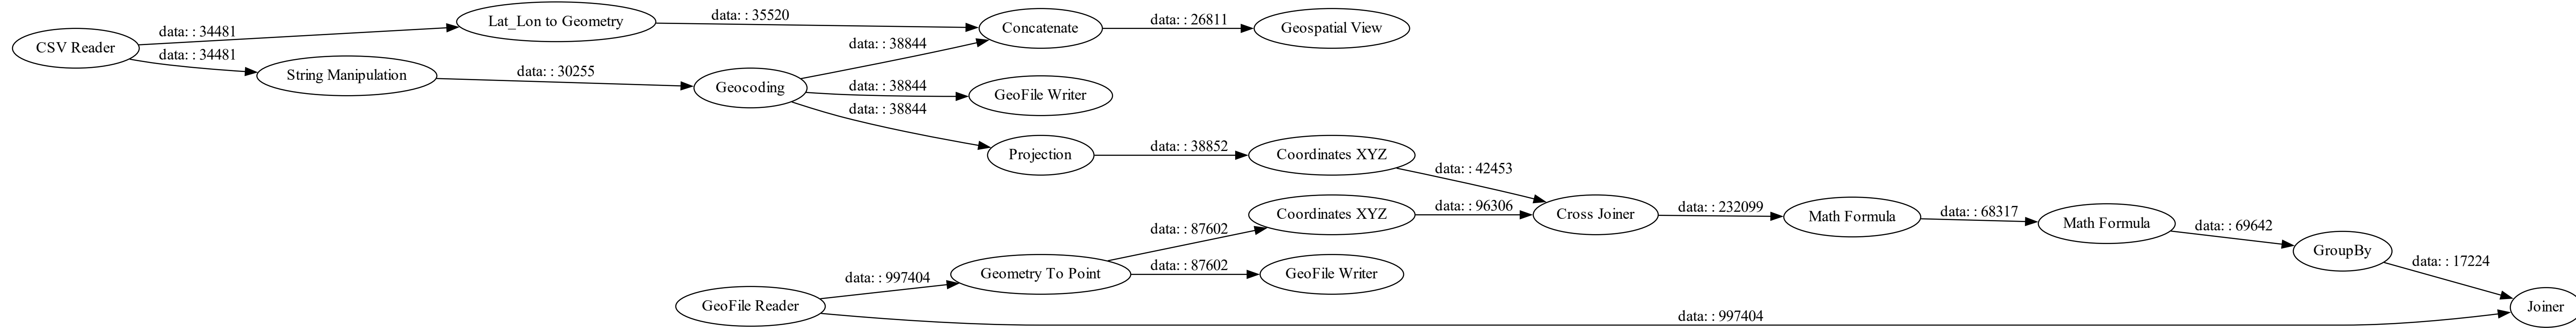 CSV Reader
data: : 34481
data: : 34481
Lat_Lon to Geometry
String Manipulation
data: : 35520
data: : 30255
Geocoding
data: : 38844
data: : 38844
data: : 38844
Concatenate
data: : 26811
Geospatial View
GeoFile Writer
Projection
data: : 38852
Coordinates XYZ
data: : 42453
GeoFile Reader
data: : 997404
data: : 997404
Geometry To Point
data: : 87602
data: : 87602
Coordinates XYZ
GeoFile Writer
data: : 96306
Cross Joiner
data: : 232099
Math Formula
data: : 68317
Math Formula
data: : 69642
GroupBy
data: : 17224
Joiner